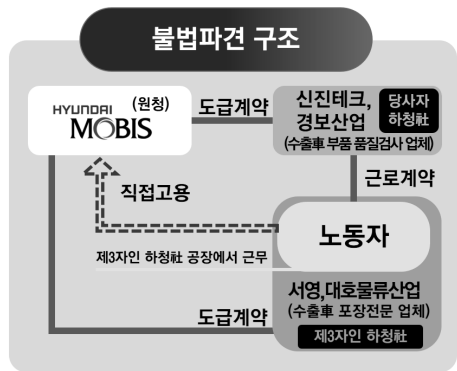 불법파견 구조
HYUNDAI
MOBIS
(원청)
도급계약
신진테크,
경보산업
(수출車 부품 품질검사 업체)
당사자
하청社
직접고용
근로계약
노동자
제3자인 하청社 공장에서 근무
서영,대호물류산업
(수출車 포장전문 업체)
도급계약
제3자인 하청社